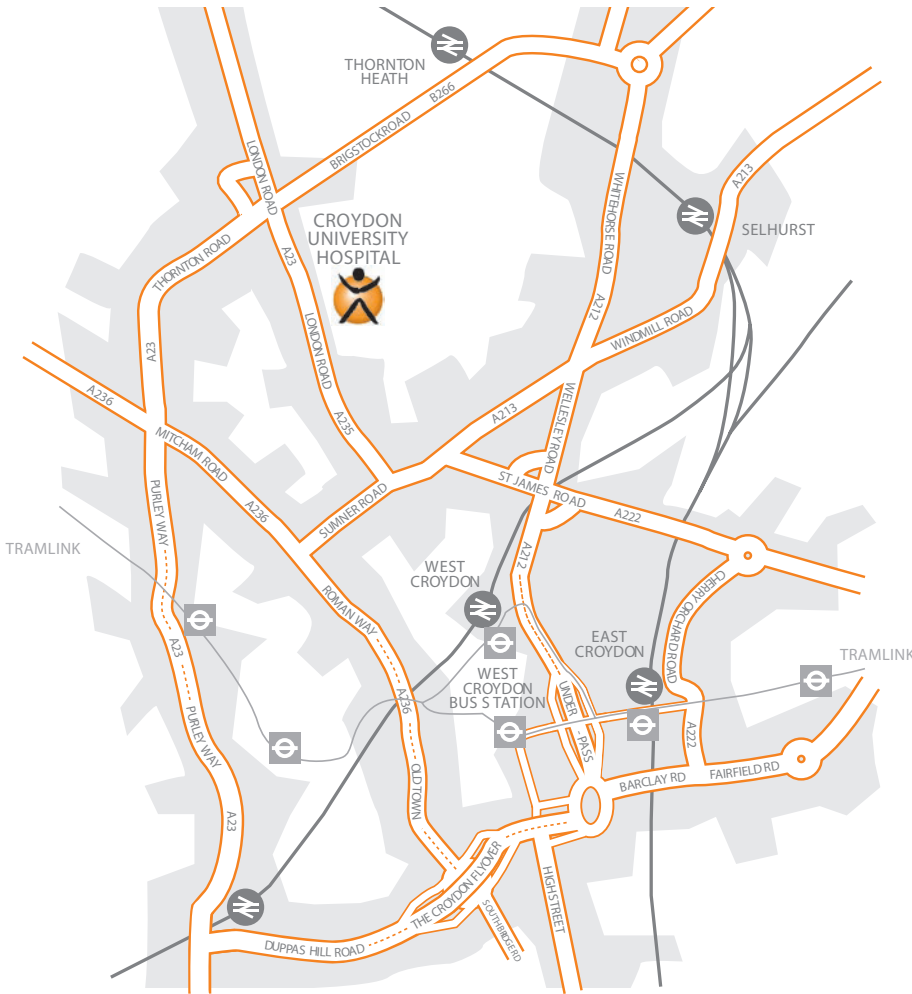 THORNTON
HEATH
B266
BRIGSTOCKROAD
LONDON ROAD
A213
WHITEHORSE ROAD
SELHURST
CROYDON
UNIVERSITY
HOSPITAL
THORNTON ROAD
A23
A212
WINDMILL ROAD
LONDON ROAD
A23
A236
WELLESLEY ROAD
A213
A235
MITCHAM ROAD
ST JAMES ROAD
PURLEY WAY
A236
SUMNER ROAD
A222
TRAMLINK
A212
WEST
CROYDON
CHERRY ORCHARD ROAD
ROMAN WAY
EAST
CROYDON
A23
TRAMLINK
WEST
CROYDON
BUS STATION
A236
UNDER
- PASS
PURLEY WAY
A222
OLD TOWN
BARCLAY RD
FAIRFIELD RD
A23
THE CROYDON FLYOVER
HIGH STREET
SOUTHBRIDGE RD
DUPPAS HILL ROAD